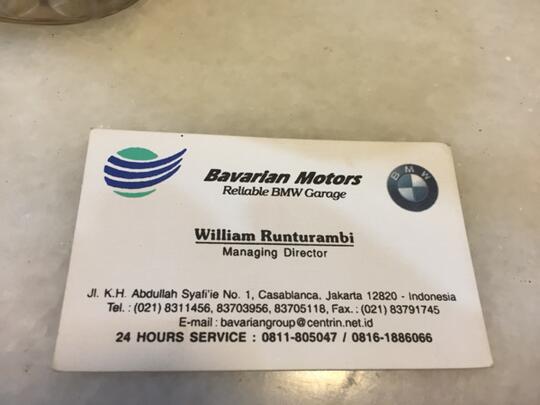 Bavarian Motors
Reliable BMW Garage
BMW
William Runturambi
Managing Director
Jl. K.H. Abdullah Syafi'ie No. 1, Casablanca, Jakarta 12820 - Indonesia
Tel. : (021) 8311456, 83703956, 83705118, Fax. : (021) 83791745
E-mail : bavariangroup@centrin.net.id
24 HOURS SERVICE : 0811-805047 / 0816-1886066